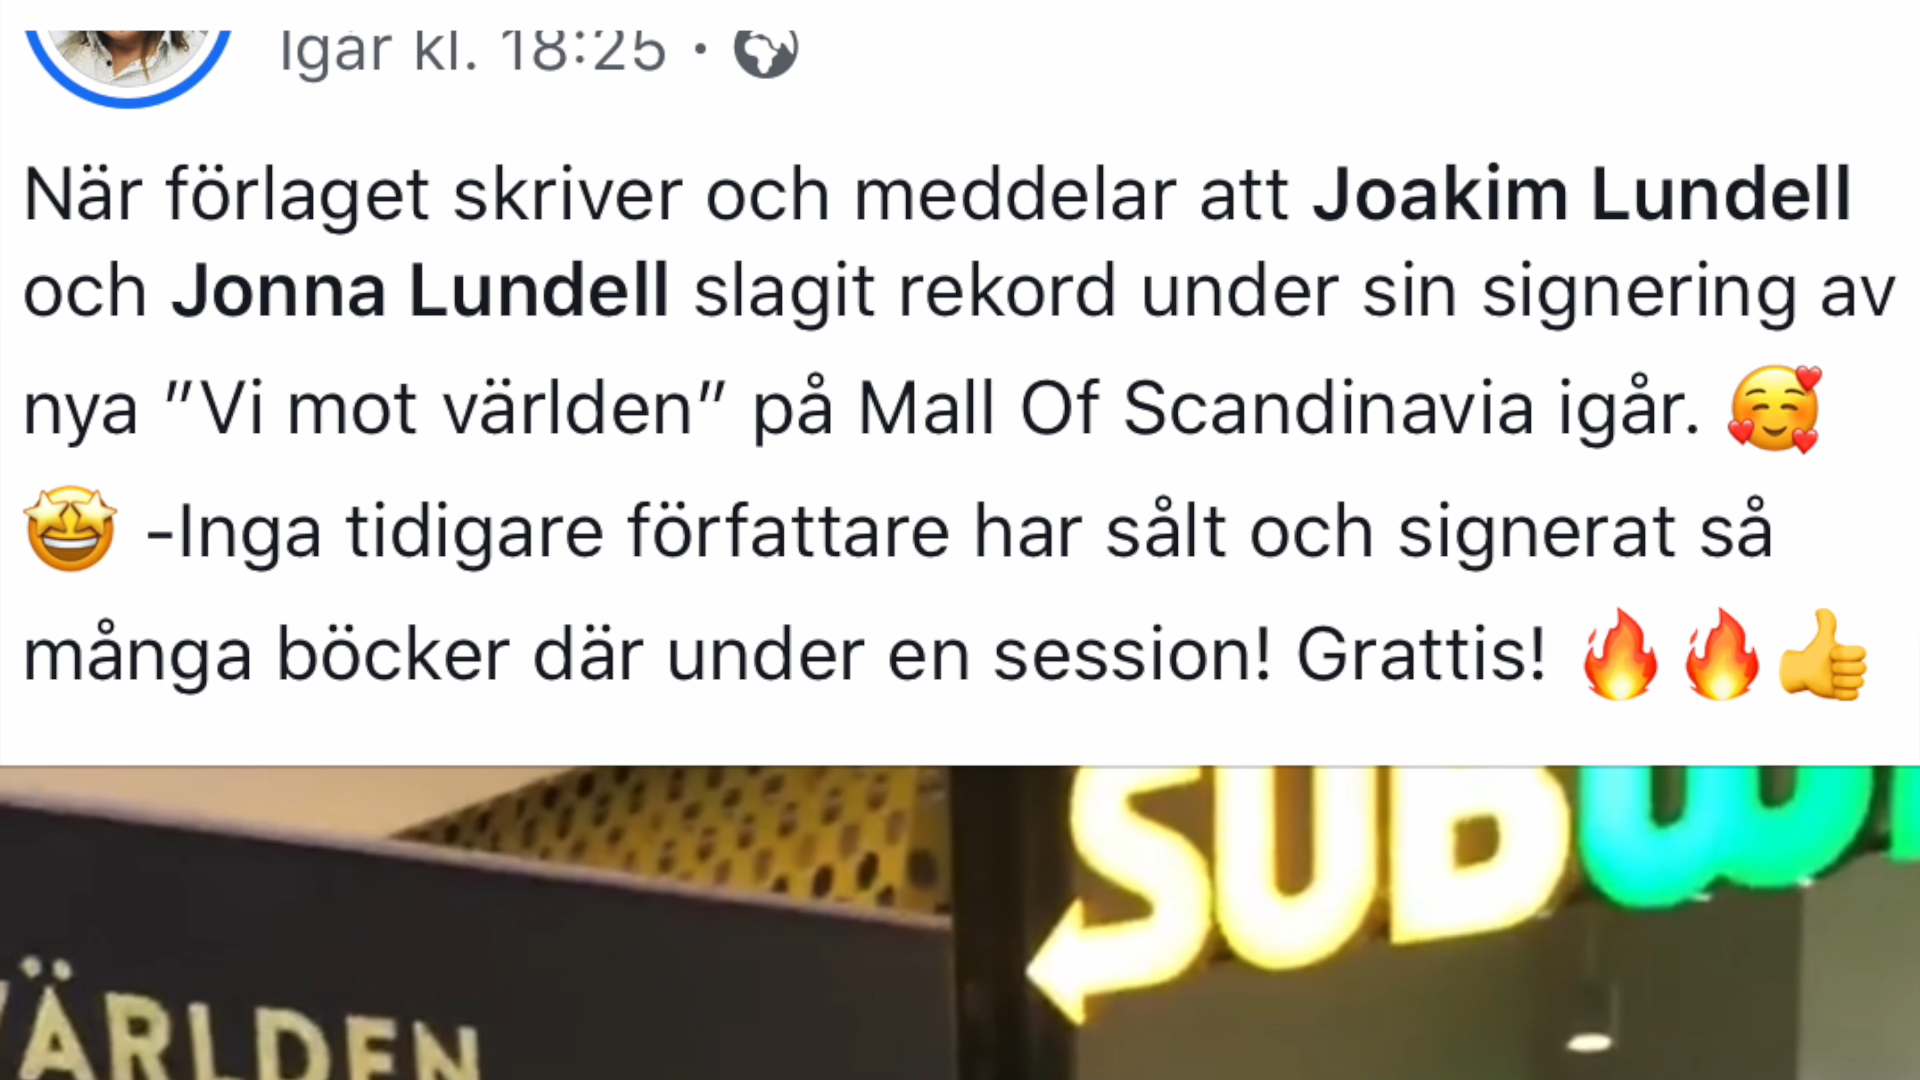 Igår kl. 18:25 ·
När förlaget skriver och meddelar att Joakim Lundell
och Jonna Lundell slagit rekord under sin signering av
nya ”Vi mot världen” på Mall Of Scandinavia igår. 🥰
🤩 -Inga tidigare författare har sålt och signerat så
många böcker där under en session! Grattis! 🔥🔥👍
SUBW
VÄRLDEN